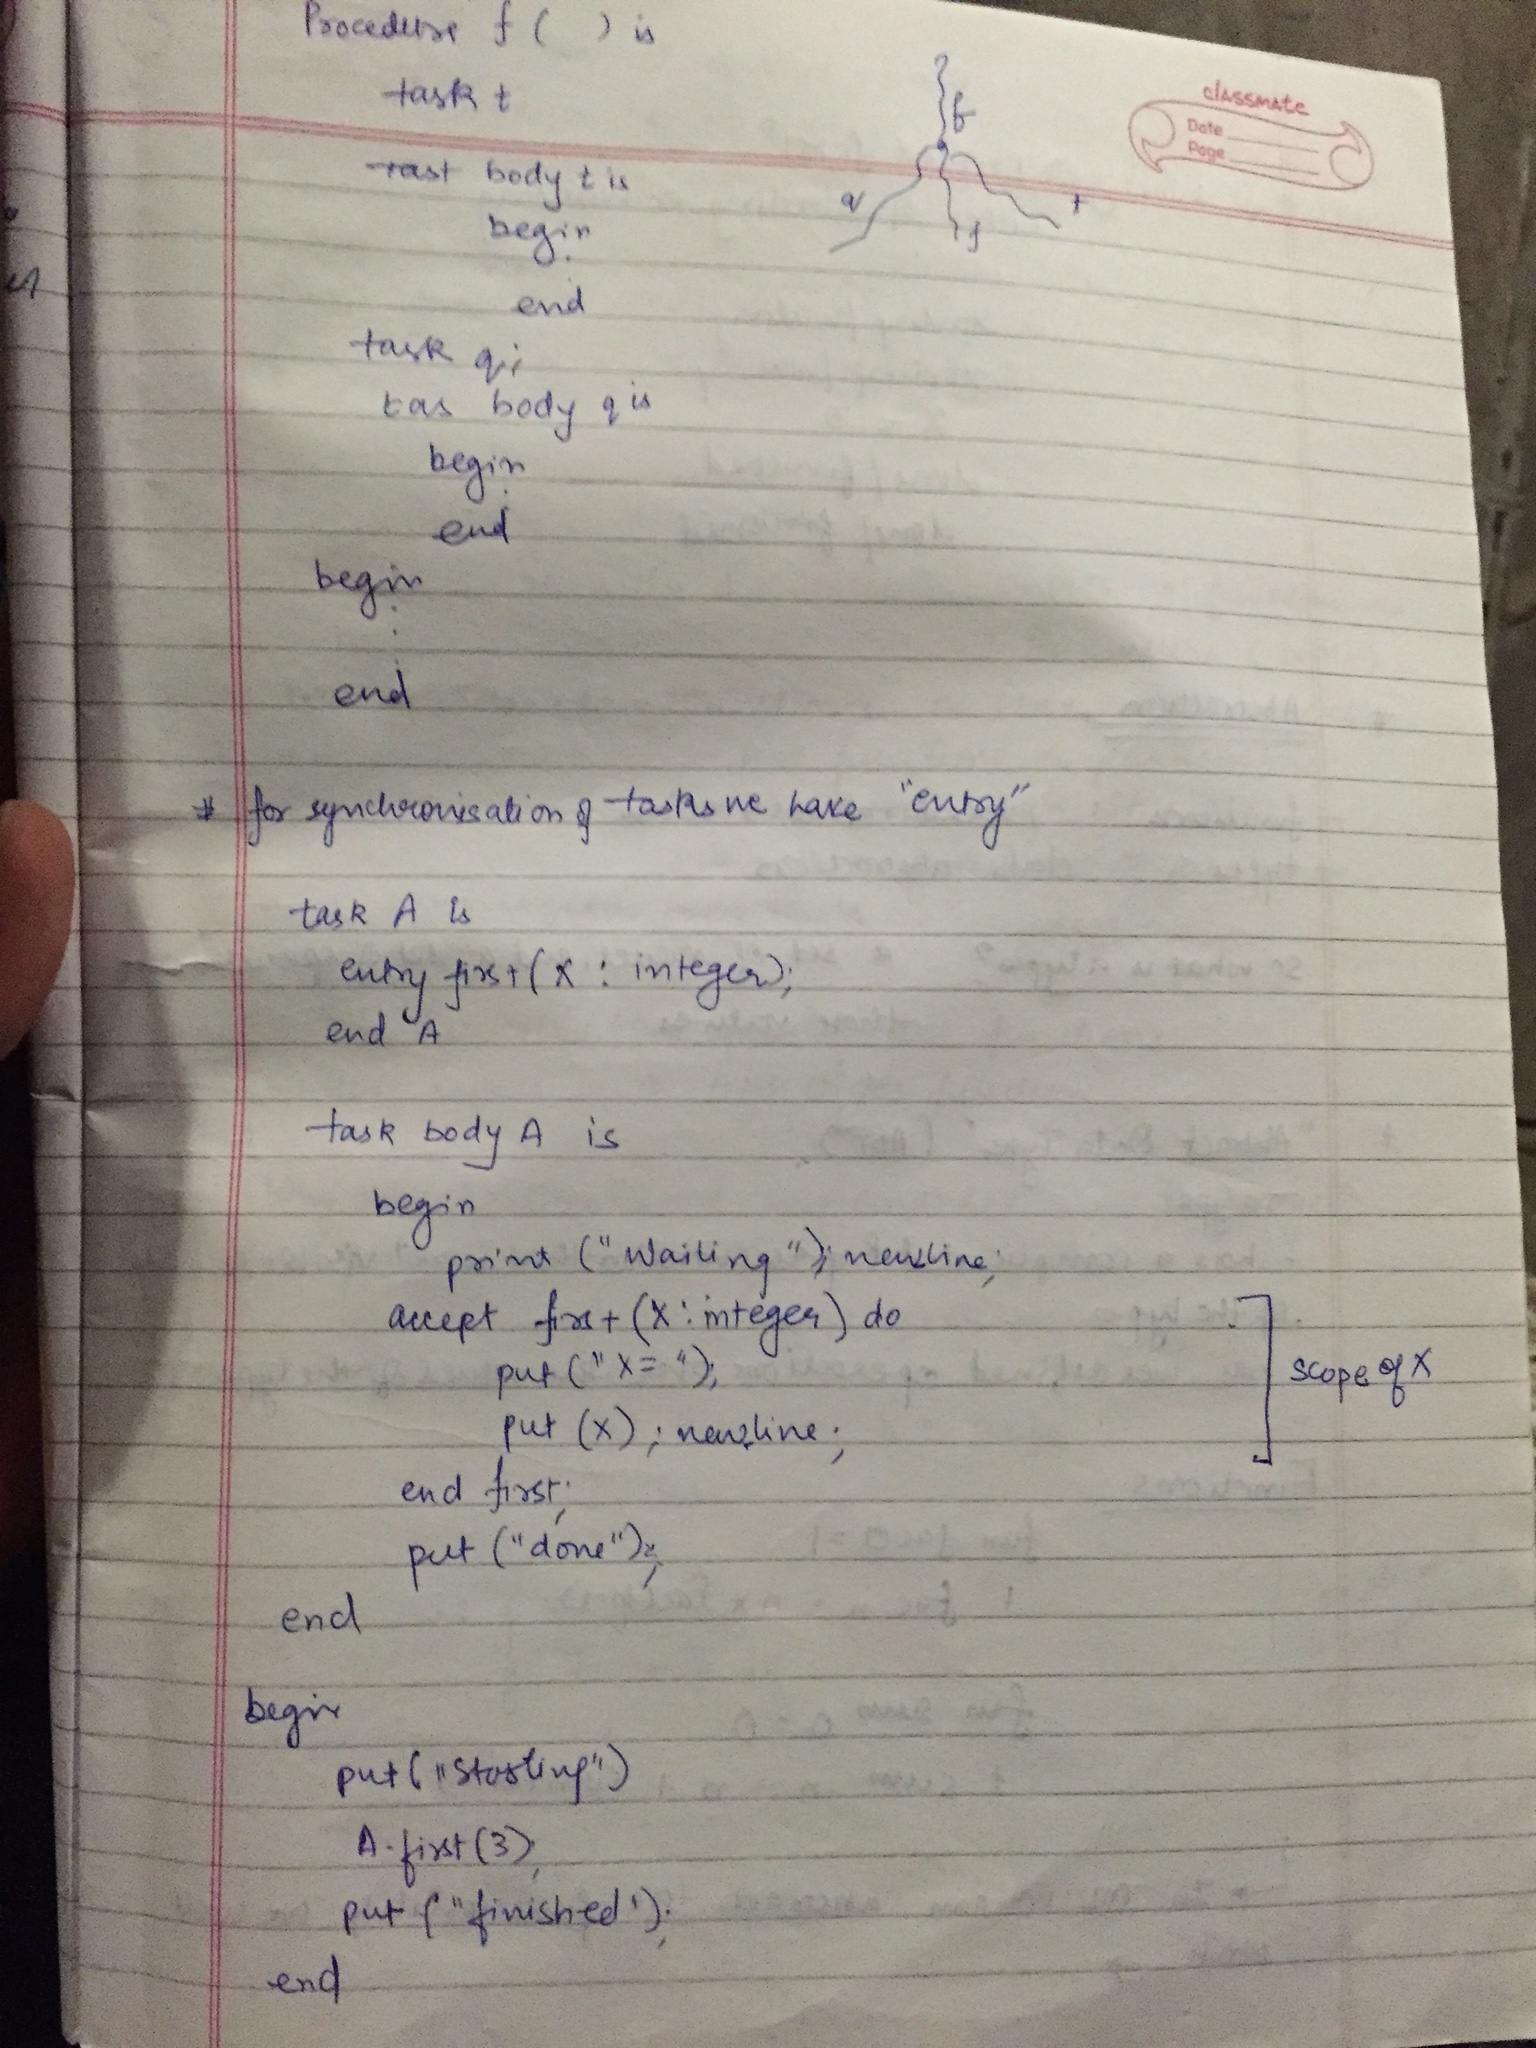 Procedure f ( ) is
task t
classmate
Date
Page
f
tast body t is
q f t
begin
end
task q;
tas body q is
begin
end
begin
end
* for synchronisation of tasks we have "entry"
task A is
entry first (X : integer);
end A
task body A is
begin
print ("Waiting"); newline;
accept first (X : integer) do
put ("X= ");
scope of X
put (x) ; newline ;
end first;
put ("done");
end
begin
put ("Starting")
A.first(3);
put ("finished');
end